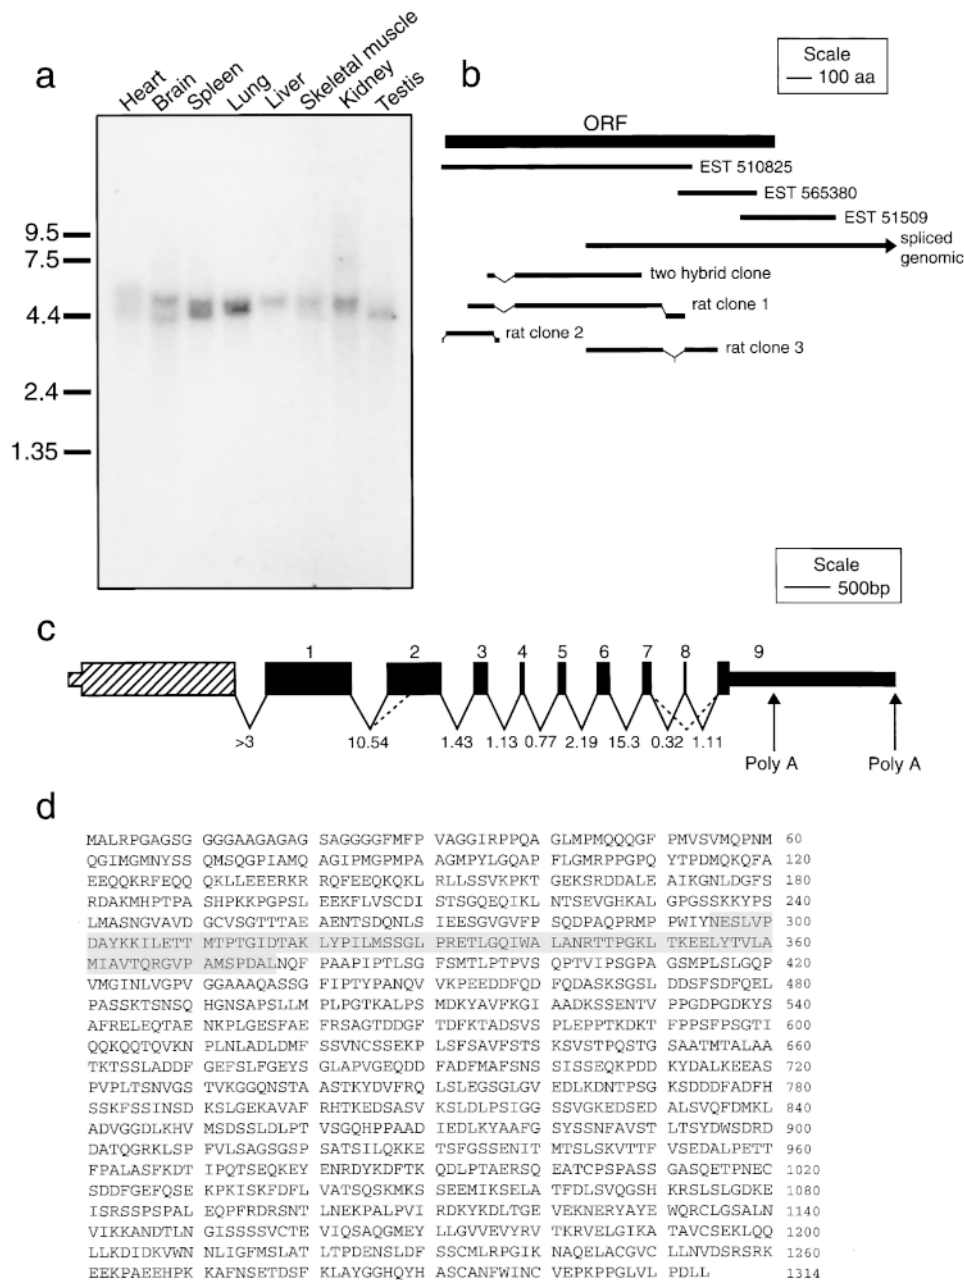 a
Heart Brain Spleen Lung Liver Skeletal muscle Kidney Testis
9.5
7.5
4.4
2.4
1.35
b
Scale
100 aa
ORF
EST 510825
EST 565380
EST 51509
spliced
genomic
two hybrid clone
rat clone 1
rat clone 2
rat clone 3
Scale
500bp
c
1 2 3 4 5 6 7 8 9
>3 10.54 1.43 1.13 0.77 2.19 15.3 0.32 1.11
Poly A Poly A
d
MALRPGAGSG GGGAAGAGAG SAGGGGFMFP VAGGIRPPQA GLMPMQQQGF PMVSVMQPNM 60
QGIMGMNYSS QMSQGPIAMQ AGIPMGPMPA AGMPYLGQAP FLGMRPPGPQ YTPDMQKQFA 120
EEQQKRFEQQ QKLLEEERKR RQFEEQKQKL RLLSSVKPKT GEKSRDDALE AIKGNLDGFS 180
RDAKMHPTPA SHPKKPGPSL EEKFLVSCDI STSGQEQIKL NTSEVGHKAL GPGSSKKYPS 240
LMASNGVAVD GCVSGTTTAE AENTSDQNLS IEESGVGVFP SQDPAQPRMP PWIYNESLVP 300
DAYKKILETT MTPTGIDTAK LYPILMSSGL PRETLGQIWA LANRTTPGKL TKEELYTVLA 360
MIAVTQRGVP AMSPDALNQF PAAPIPTLSG FSMTLPTPVS QPTVIPSGPA GSMPLSLGQP 420
VMGINLVGPV GGAAAQASSG FIPTYPANQV VKPEEDDFQD FQDASKSGSL DDSFSDFQEL 480
PASSKTSNSQ HGNSAPSLLM PLPGTKALPS MDKYAVFKGI AADKSSENTV PPGDPGDKYS 540
AFRELEQTAE NKPLGESFAE FRSAGTDDGF TDFKTADSVS PLEPPTKDKT FPPSFPSGTI 600
QQKQQTQVKN PLNLADLDMF SSVNCSSEKP LSFSAVFSTS KSVSTPQSTG SAATMTALAA 660
TKTSSLADDF GEFSLFGEYS GLAPVGEQDD FADFMAFSNS SISSEQKPDD KYDALKEEAS 720
PVPLTSNVGS TVKGGQNSTA ASTKYDVFRQ LSLEGSGLGV EDLKDNTPSG KSDDDFADFH 780
SSKFSSINSD KSLGEKAVAF RHTKEDSASV KSLDLPSIGG SSVGKEDSED ALSVQFDMKL 840
ADVGGDLKHV MSDSSLDLPT VSGQHPPAAD IEDLKYAAFG SYSSNFAVST LTSYDWSDRD 900
DATQGRKLSP FVLSAGSGSP SATSILQKKE TSFGSSENIT MTSLSKVTTF VSEDALPETT 960
FPALASFKDT IPQTSEQKEY ENRDYKDFTK QDLPTAERSQ EATCPSPASS GASQETPNEC 1020
SDDFGEFQSE KPKISKFDFL VATSQSKMKS SEEMIKSELA TFDLSVQGSH KRSLSLGDKE 1080
ISRSSPSPAL EQPFRDRSNT LNEKPALPVI RDKYKDLTGE VEKNERYAYE WQRCLGSALN 1140
VIKKANDTLN GISSSSVCTE VIQSAQGMEY LLGVVEVYRV TKRVELGIKA TAVCSEKLQQ 1200
LLKDIDKVWN NLIGFMSLAT LTPDENSLDF SSCMLRPGIK NAQELACGVC LLNVDSRSRK 1260
EEKPAEEHPK KAFNSETDSF KLAYGGHQYH ASCANFWINC VEPKPPGLVL PDLL 1314